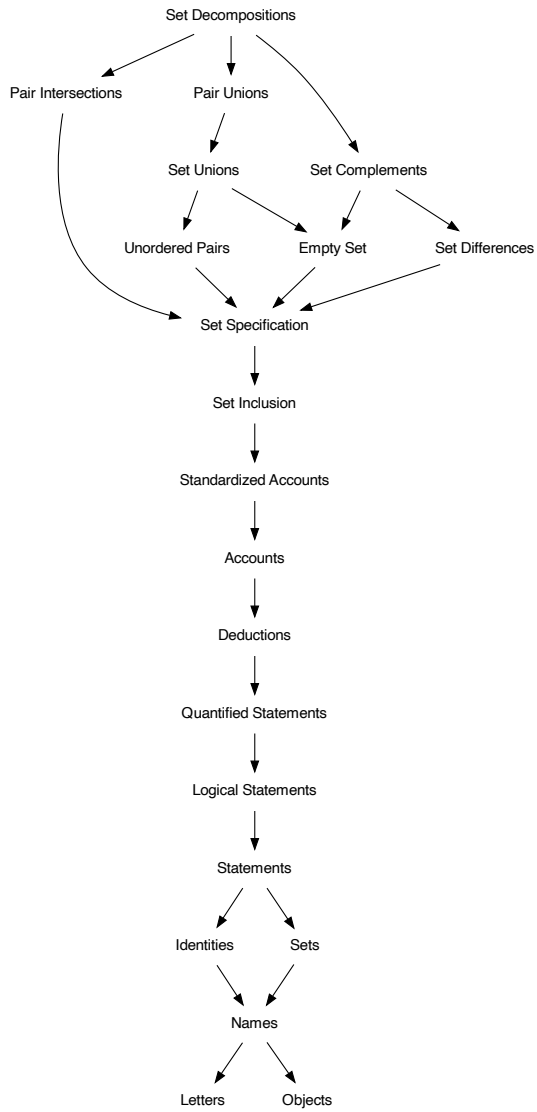 Set Decompositions
Pair Intersections
Pair Unions
Set Unions
Set Complements
Unordered Pairs
Empty Set
Set Differences
Set Specification
Set Inclusion
Standardized Accounts
Accounts
Deductions
Quantified Statements
Logical Statements
Statements
Identities
Sets
Names
Letters
Objects